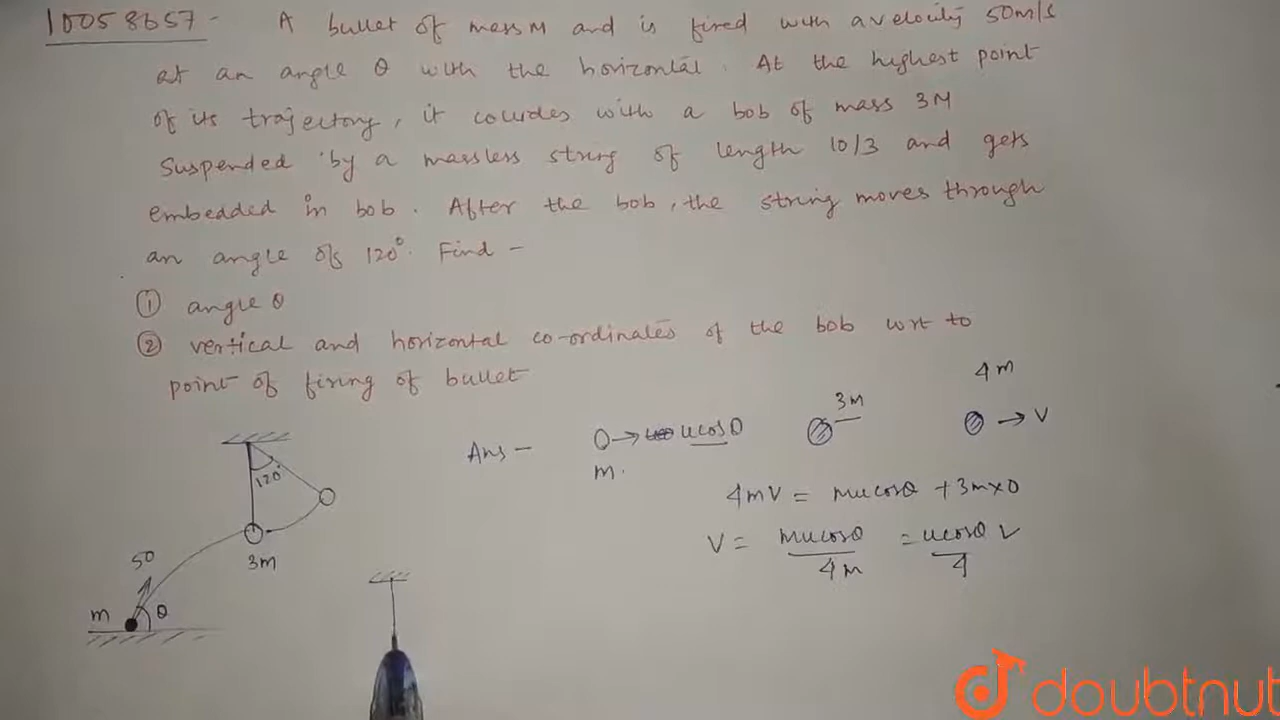 10058657 - A bullet of mass M and is fired with a velocity 50m/s
at an angle θ with the horizontal. At the highest point
of its trajectory, it collides with a bob of mass 3M
suspended by a massless string of length 10/3 and gets
embedded in bob. After the bob, the string moves through
an angle of 120°. Find -
① angle θ
② vertical and horizontal co-ordinates of the bob wrt to
point of firing of bullet
4m
3M
Ans - → ucosθ
→ V
m.
120°
4mv = mucosθ + 3m×0
V = mucosθ/4m = ucosθ/4
3m
50
m
θ
doubtnut